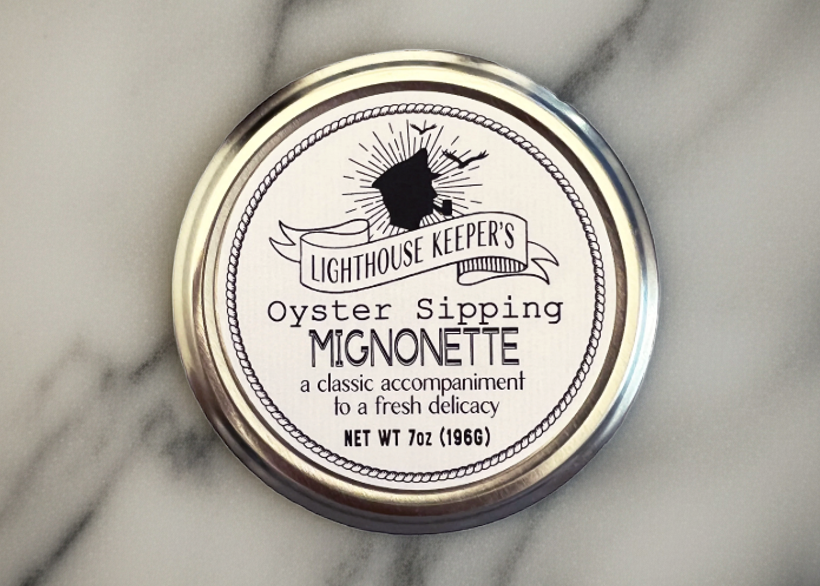 LIGHTHOUSE KEEPER'S
Oyster Sipping
MIGNONETTE
a classic accompaniment
to a fresh delicacy
NET WT 7oz (196G)